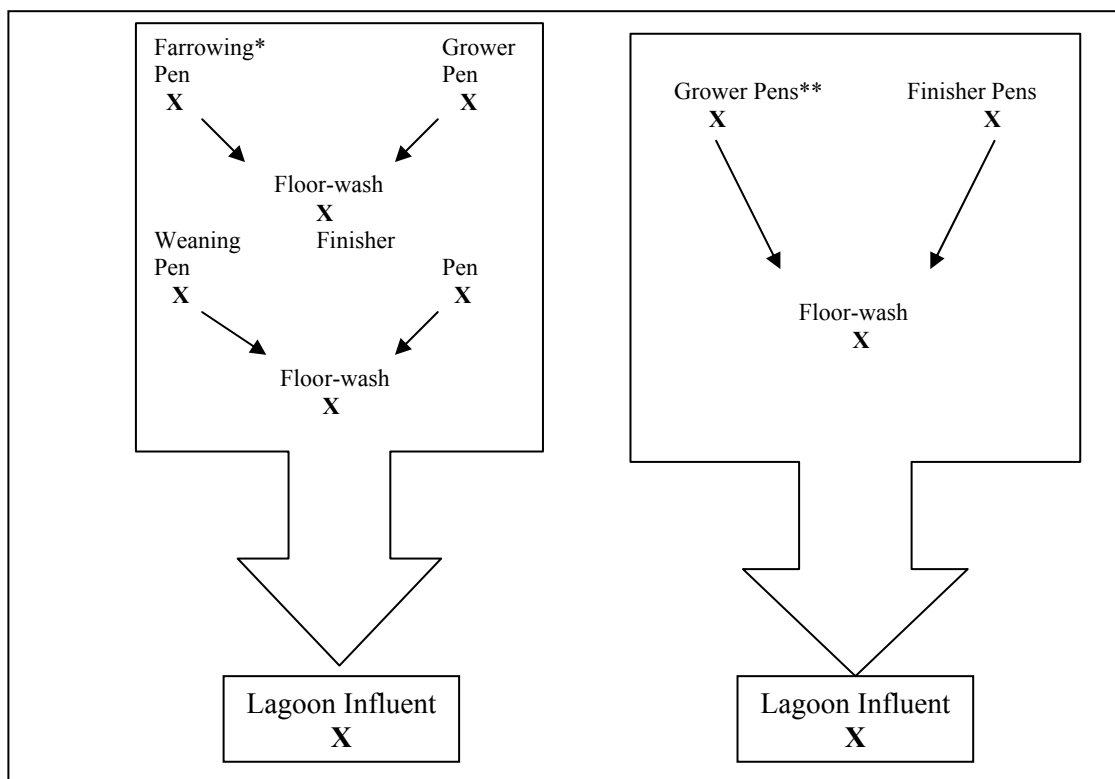 Farrowing* Grower
Pen Pen
X X
Floor-wash
X
Weaning Finisher
Pen Pen
X X
Floor-wash
X
Lagoon Influent
X
Grower Pens** Finisher Pens
X X
Floor-wash
X
Lagoon Influent
X